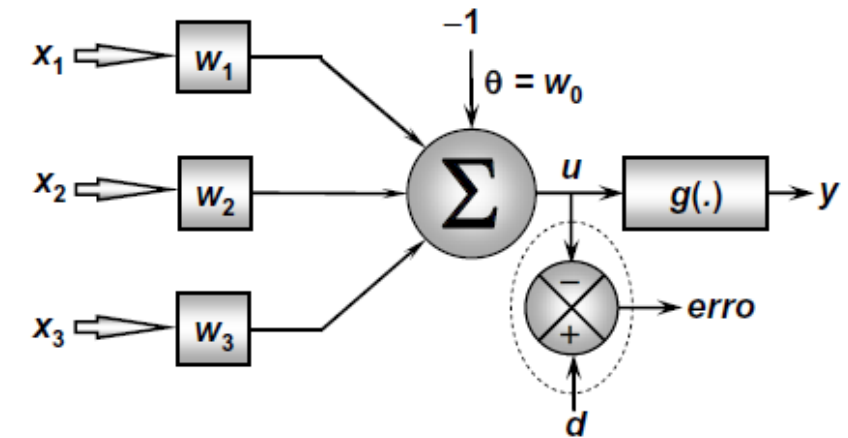 −1
x₁
w₁
θ = w₀
x₂
w₂
Σ
u
g(.)
y
−
+
erro
x₃
w₃
d